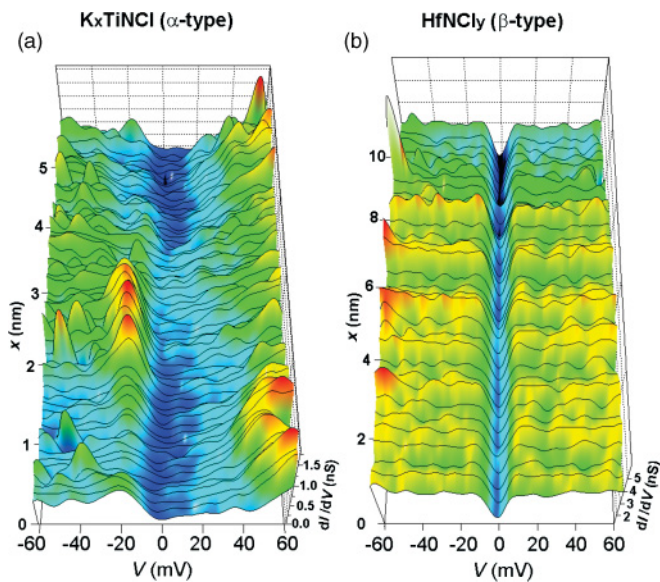 KxTiNCl (α-type)
HfNCly (β-type)
(a)
(b)
5
4
3
2
1
0
x (nm)
1.5
1.0
0.5
0.0
dI/dV (nS)
-60 -40 -20 0 20 40 60
V (mV)
10
8
6
4
2
0
x (nm)
5
4
3
2
dI/dV (nS)
-60 -40 -20 0 20 40 60
V (mV)